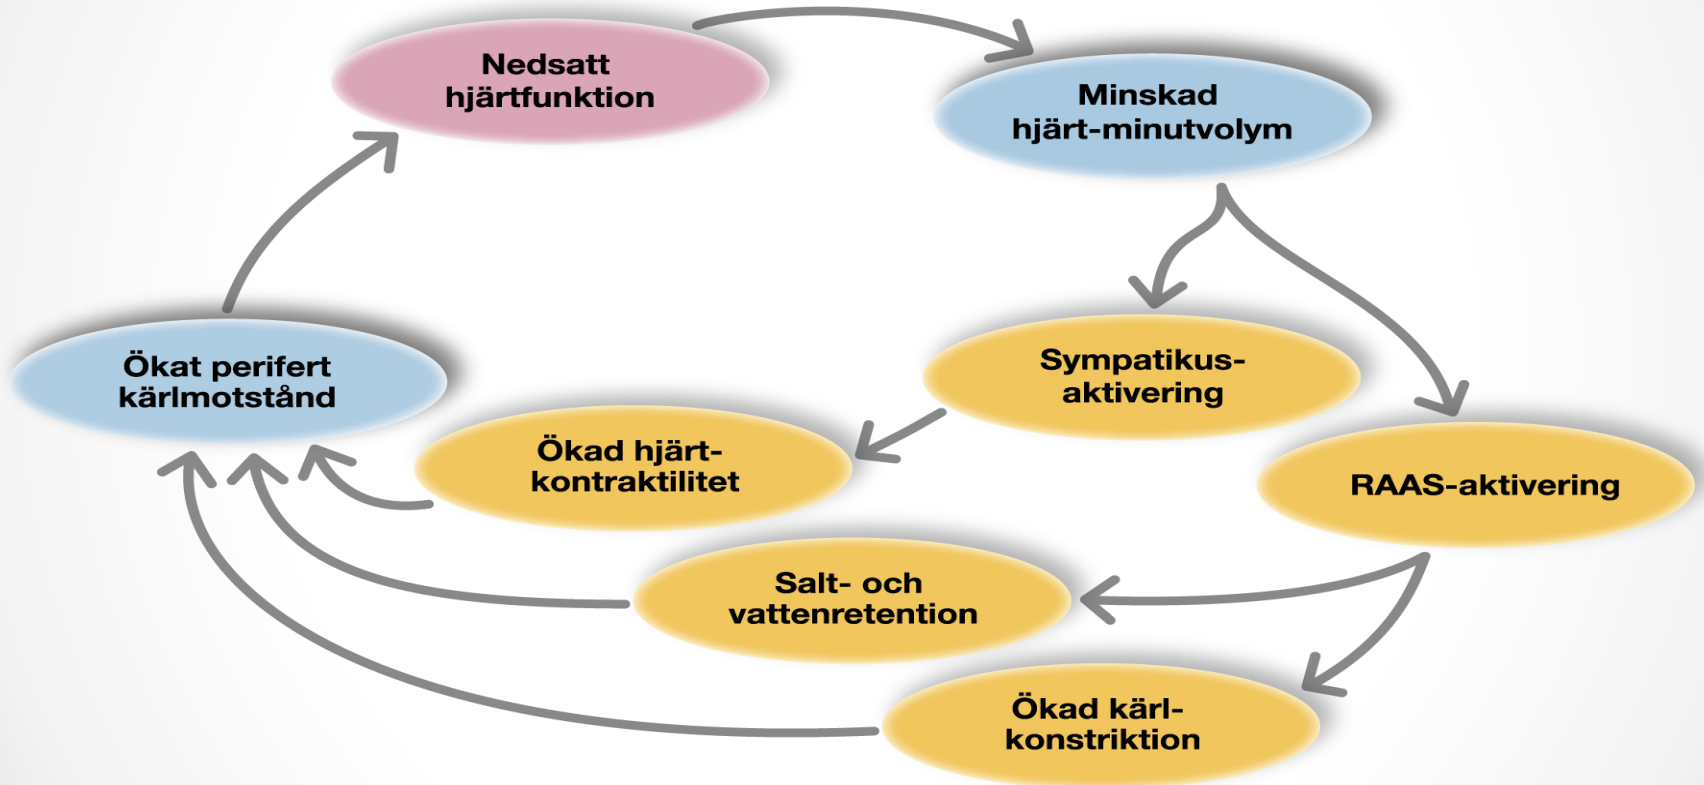 Nedsatt
hjärtfunktion
Minskad
hjärt-minutvolym
Sympatikus-
aktivering
RAAS-aktivering
Ökad hjärt-
kontraktilitet
Salt- och
vattenretention
Ökad kärl-
konstriktion
Ökat perifert
kärlmotstånd